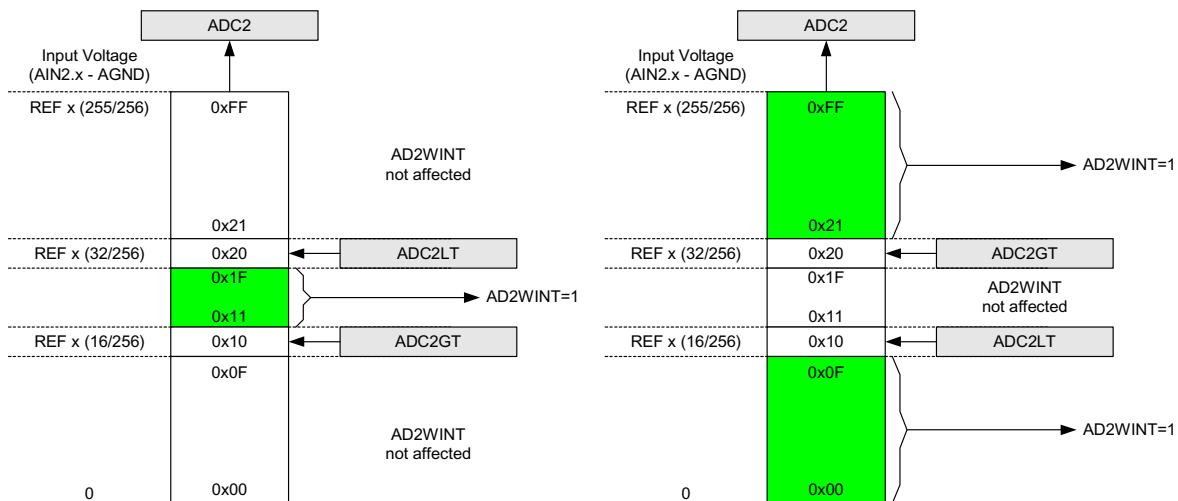 ADC2
Input Voltage
(AIN2.x - AGND)
REF x (255/256)
0xFF
AD2WINT
not affected
0x21
REF x (32/256)
0x20
ADC2LT
0x1F
AD2WINT=1
0x11
REF x (16/256)
0x10
ADC2GT
0x0F
AD2WINT
not affected
0
0x00
ADC2
Input Voltage
(AIN2.x - AGND)
REF x (255/256)
0xFF
AD2WINT=1
0x21
REF x (32/256)
0x20
ADC2GT
0x1F
AD2WINT
not affected
0x11
REF x (16/256)
0x10
ADC2LT
0x0F
AD2WINT=1
0
0x00